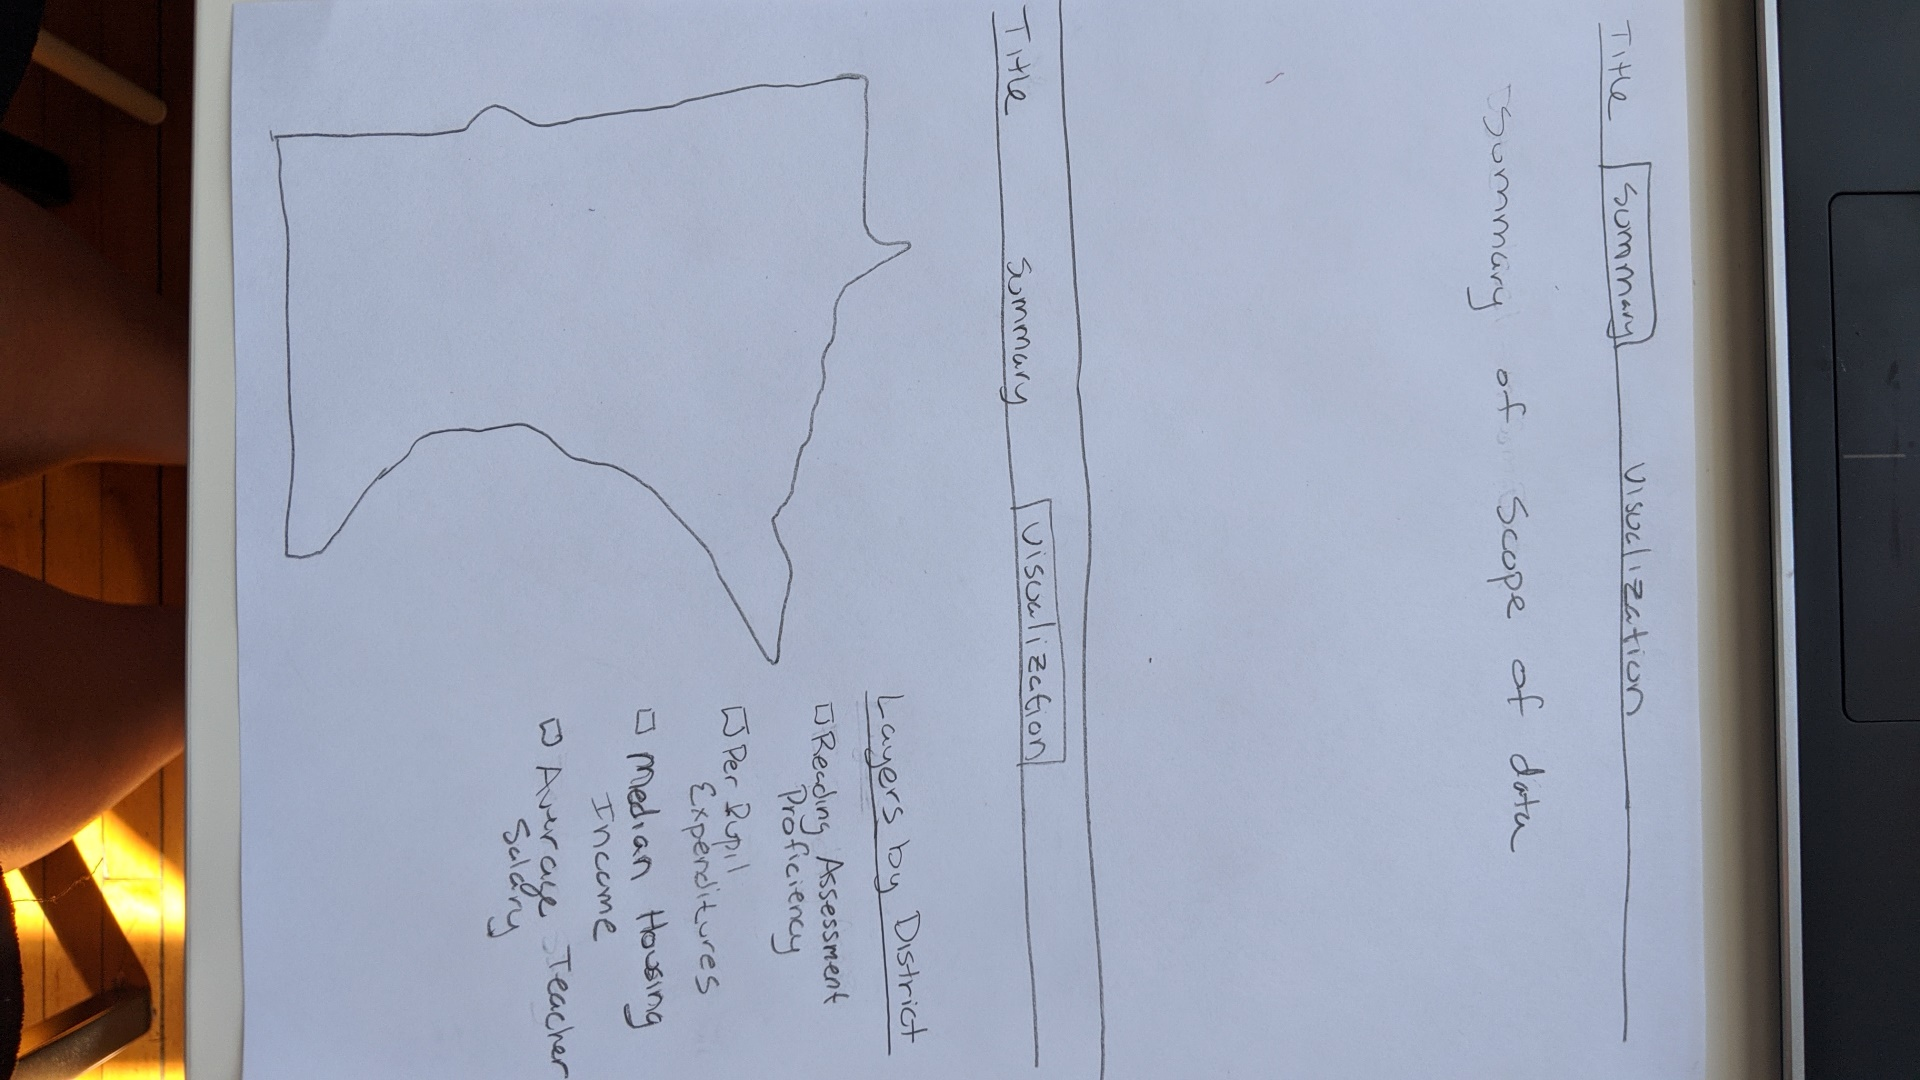 Title Summary Visualization
Summary of Scope of data
Title Summary Visualization
Layers by District
Reading Assessment
Proficiency
Per Pupil
Expenditures
Median Housing
Income
Average Teacher
Salary